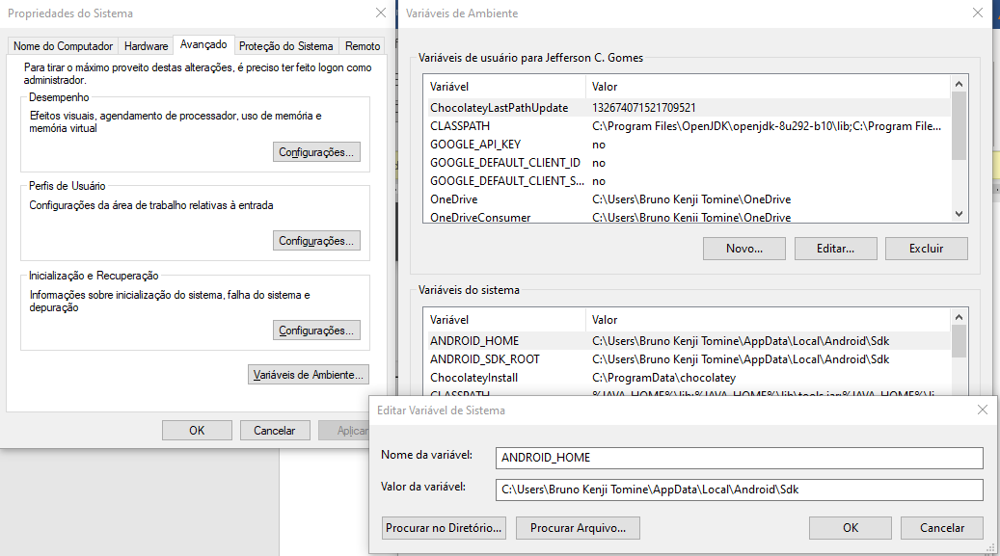 Propriedades do Sistema
Nome do Computador Hardware Avançado Proteção do Sistema Remoto
Para tirar o máximo proveito destas alterações, é preciso ter feito logon como
administrador.
Desempenho
Efeitos visuais, agendamento de processador, uso de memória e
memória virtual
Configurações...
Perfis de Usuário
Configurações da área de trabalho relativas à entrada
Configurações...
Inicialização e Recuperação
Informações sobre inicialização do sistema, falha do sistema e
depuração
Configurações...
Variáveis de Ambiente...
OK Cancelar Aplicar
Variáveis de Ambiente
Variáveis de usuário para Jefferson C. Gomes
Variável Valor
ChocolateyLastPathUpdate 132674071521709521
CLASSPATH C:\Program Files\OpenJDK\openjdk-8u292-b10\lib;C:\Program File...
GOOGLE_API_KEY no
GOOGLE_DEFAULT_CLIENT_ID no
GOOGLE_DEFAULT_CLIENT_S... no
OneDrive C:\Users\Bruno Kenji Tomine\OneDrive
OneDriveConsumer C:\Users\Bruno Kenji Tomine\OneDrive
Novo... Editar... Excluir
Variáveis do sistema
Variável Valor
ANDROID_HOME C:\Users\Bruno Kenji Tomine\AppData\Local\Android\Sdk
ANDROID_SDK_ROOT C:\Users\Bruno Kenji Tomine\AppData\Local\Android\Sdk
ChocolateyInstall C:\ProgramData\chocolatey
CLASSPATH %JAVA_HOME%\lib;%JAVA_HOME%\lib\tools.jar;%JAVA_HOME%\li
Editar Variável de Sistema
Nome da variável: ANDROID_HOME
Valor da variável: C:\Users\Bruno Kenji Tomine\AppData\Local\Android\Sdk
Procurar no Diretório... Procurar Arquivo... OK Cancelar